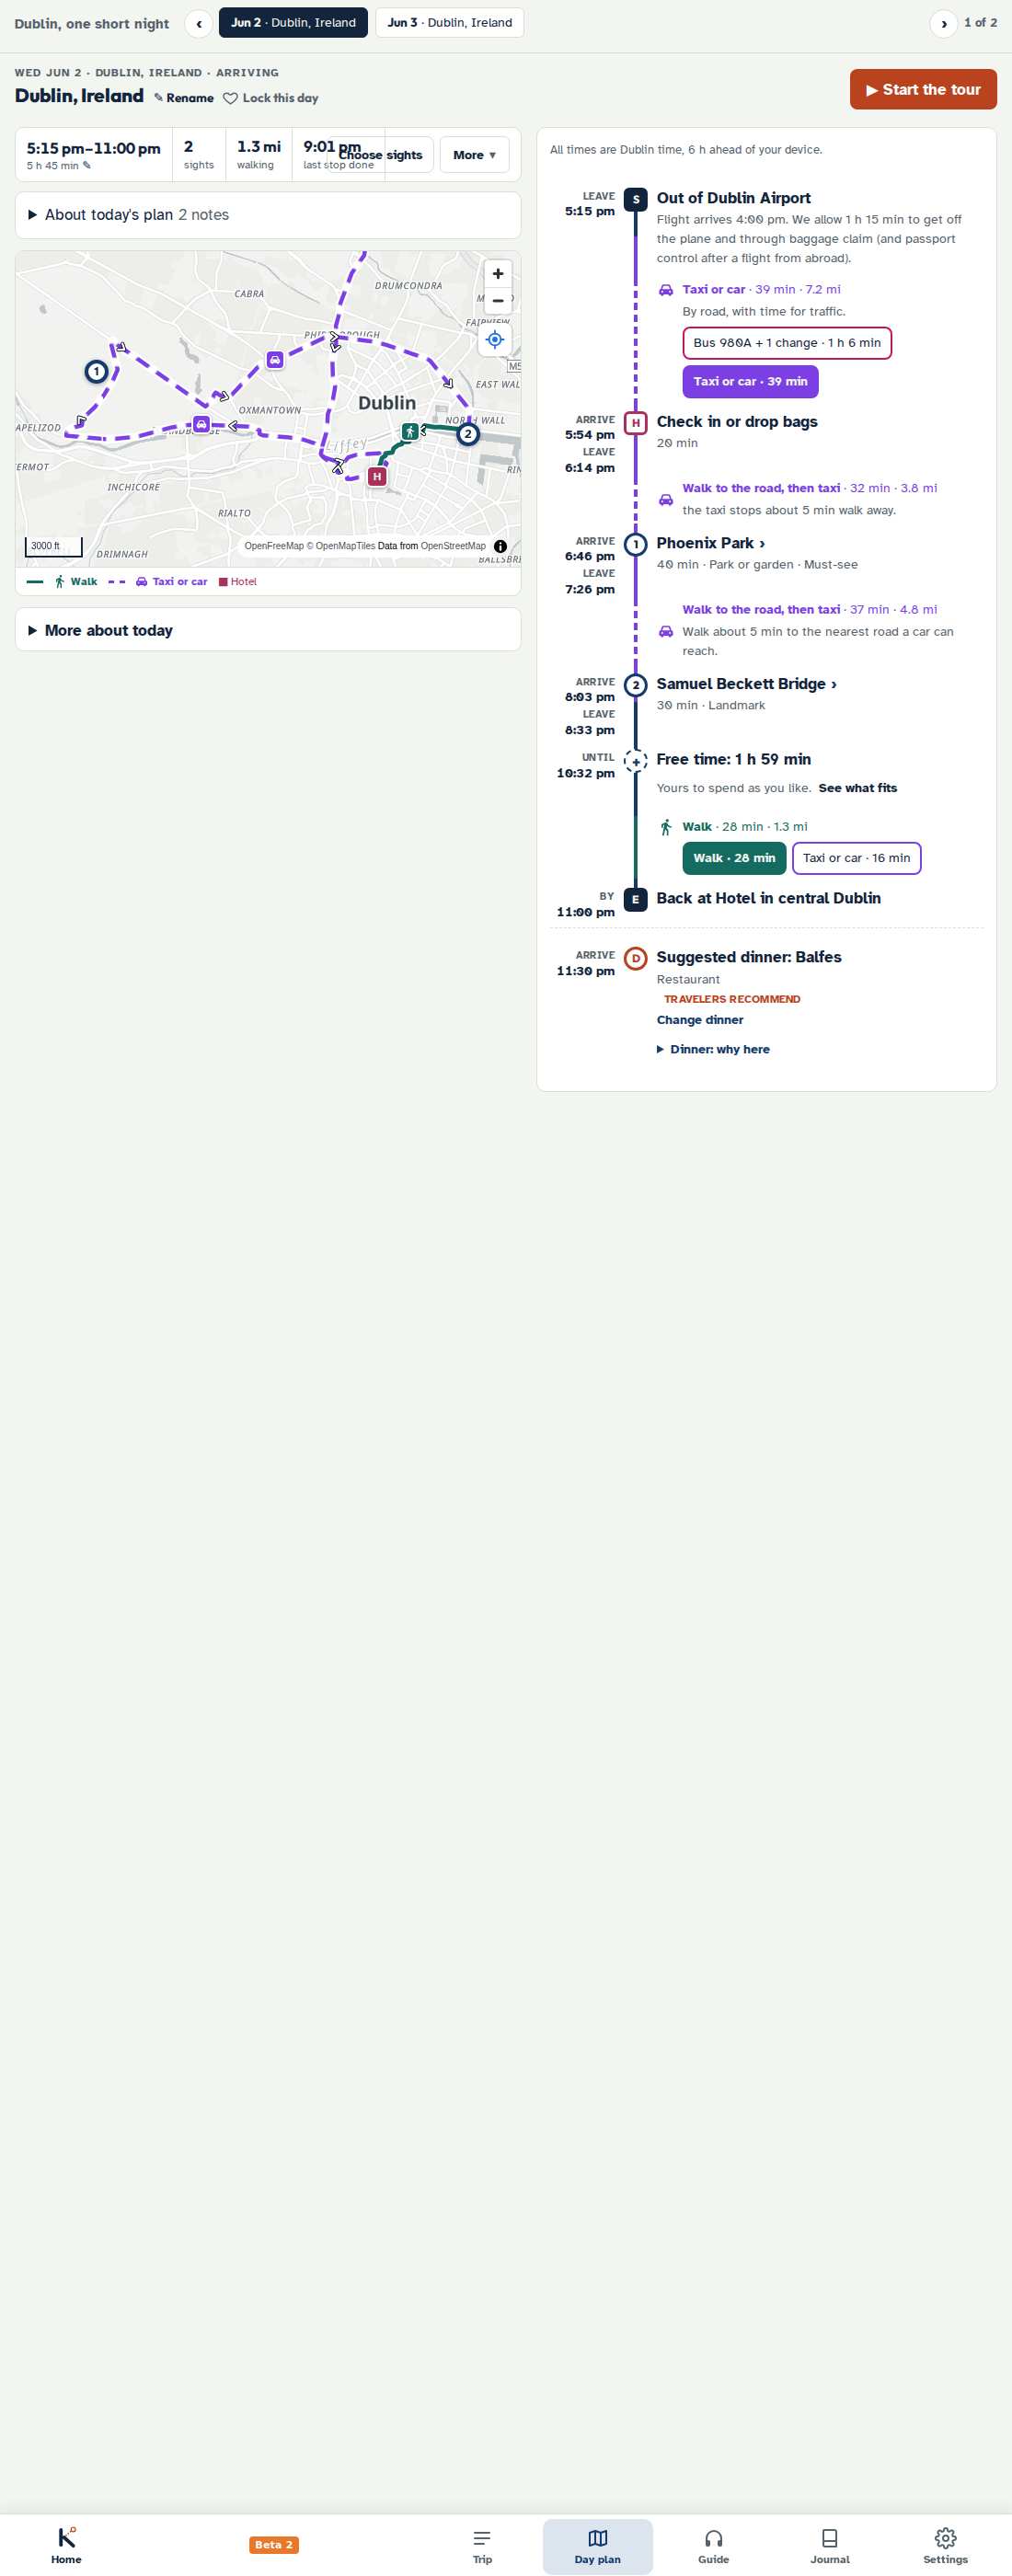 Dublin, one short night
‹
Jun 2 · Dublin, Ireland
Jun 3 · Dublin, Ireland
›
1 of 2
WED JUN 2 · DUBLIN, IRELAND · ARRIVING
Dublin, Ireland
✎ Rename
Lock this day
▶ Start the tour
5:15 pm–11:00 pm
5 h 45 min ✎
2
sights
1.3 mi
walking
9:01 pm
last stop done
Choose sights
More ▾
▶ About today's plan 2 notes
CABRA
DRUMCONDRA
FAIRVIEW
M5
EAST WAL
OXMANTOWN
Dublin
NORTH WALL
APELIZOD
Liffey
ERMOT
INCHICORE
RIN
RIALTO
DRIMNAGH
BALLSBRI
+
−
1
2
H
3000 ft
OpenFreeMap © OpenMapTiles Data from OpenStreetMap
Walk
Taxi or car
Hotel
▶ More about today
All times are Dublin time, 6 h ahead of your device.
LEAVE
5:15 pm
S
Out of Dublin Airport
Flight arrives 4:00 pm. We allow 1 h 15 min to get off
the plane and through baggage claim (and passport
control after a flight from abroad).
Taxi or car · 39 min · 7.2 mi
By road, with time for traffic.
Bus 980A + 1 change · 1 h 6 min
Taxi or car · 39 min
ARRIVE
5:54 pm
LEAVE
6:14 pm
H
Check in or drop bags
20 min
Walk to the road, then taxi · 32 min · 3.8 mi
the taxi stops about 5 min walk away.
ARRIVE
6:46 pm
LEAVE
7:26 pm
1
Phoenix Park ›
40 min · Park or garden · Must-see
Walk to the road, then taxi · 37 min · 4.8 mi
Walk about 5 min to the nearest road a car can
reach.
ARRIVE
8:03 pm
LEAVE
8:33 pm
2
Samuel Beckett Bridge ›
30 min · Landmark
UNTIL
10:32 pm
+
Free time: 1 h 59 min
Yours to spend as you like. See what fits
Walk · 28 min · 1.3 mi
Walk · 28 min
Taxi or car · 16 min
BY
11:00 pm
E
Back at Hotel in central Dublin
ARRIVE
11:30 pm
D
Suggested dinner: Balfes
Restaurant
TRAVELERS RECOMMEND
Change dinner
▶ Dinner: why here
Home
Beta 2
Trip
Day plan
Guide
Journal
Settings